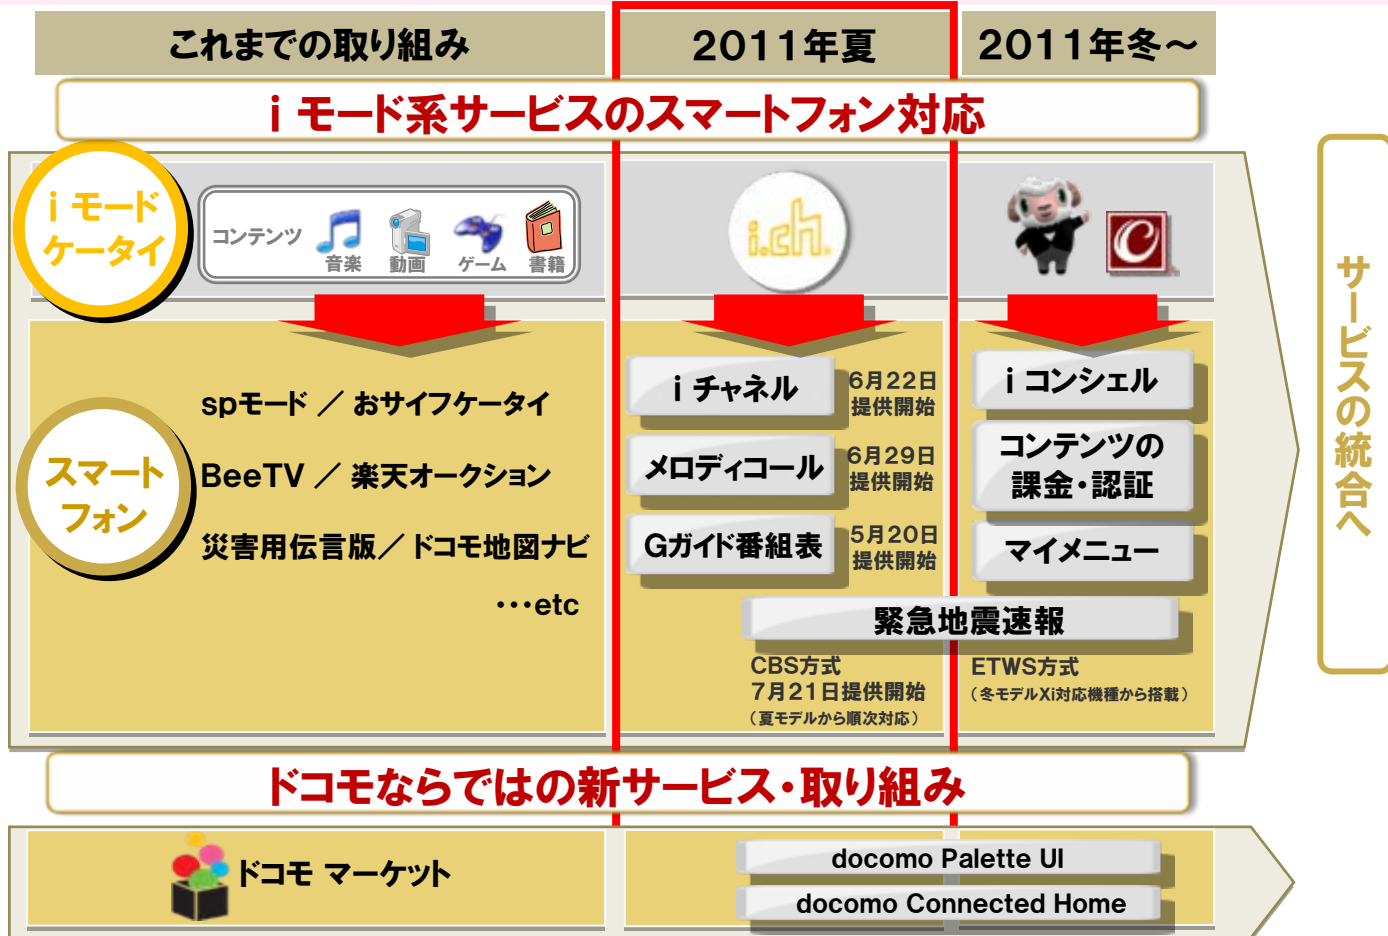 これまでの取り組み
2011年夏
2011年冬～
ｉモード系サービスのスマートフォン対応
ｉモード
ケータイ
コンテンツ
音楽
動画
ゲーム
書籍
i.ch.
C
スマート
フォン
spモード ／ おサイフケータイ
BeeTV ／ 楽天オークション
災害用伝言版／ ドコモ地図ナビ
･･･etc
ｉチャネル
6月22日
提供開始
メロディコール
6月29日
提供開始
Gガイド番組表
5月20日
提供開始
ｉコンシェル
コンテンツの
課金・認証
マイメニュー
緊急地震速報
CBS方式
7月21日提供開始
（夏モデルから順次対応）
ETWS方式
（冬モデルXi対応機種から搭載）
サービスの統合へ
ドコモならではの新サービス・取り組み
ドコモ マーケット
docomo Palette UI
docomo Connected Home